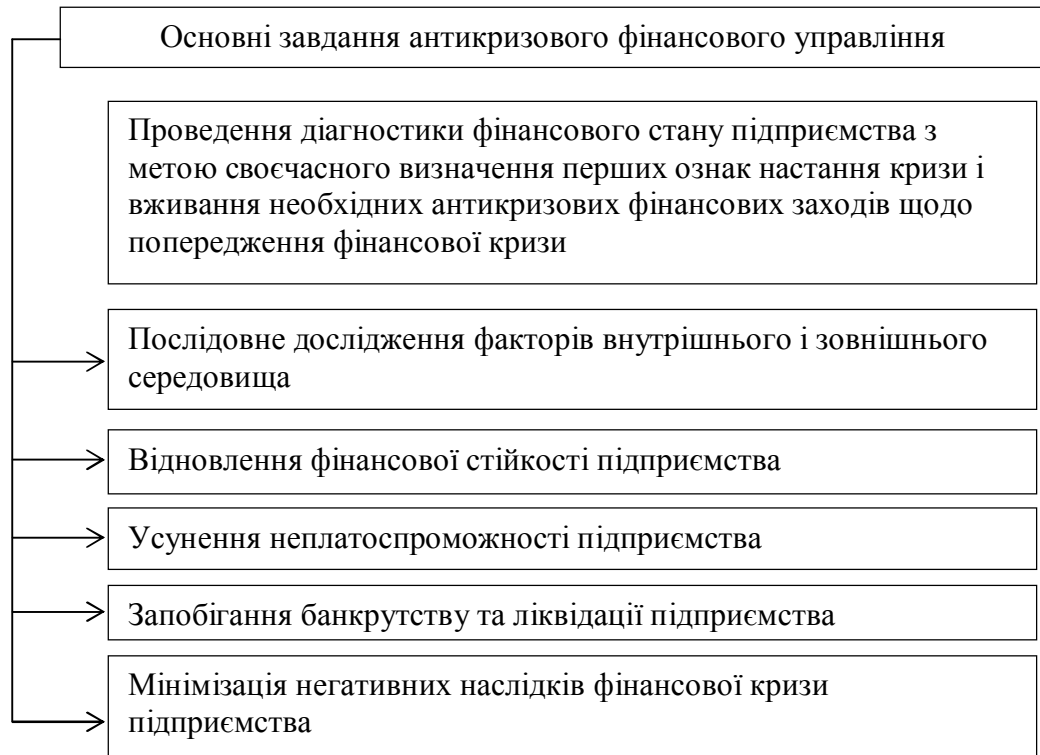 Основні завдання антикризового фінансового управління
Проведення діагностики фінансового стану підприємства з
метою своєчасного визначення перших ознак настання кризи і
вживання необхідних антикризових фінансових заходів щодо
попередження фінансової кризи
Послідовне дослідження факторів внутрішнього і зовнішнього
середовища
Відновлення фінансової стійкості підприємства
Усунення неплатоспроможності підприємства
Запобігання банкрутству та ліквідації підприємства
Мінімізація негативних наслідків фінансової кризи
підприємства